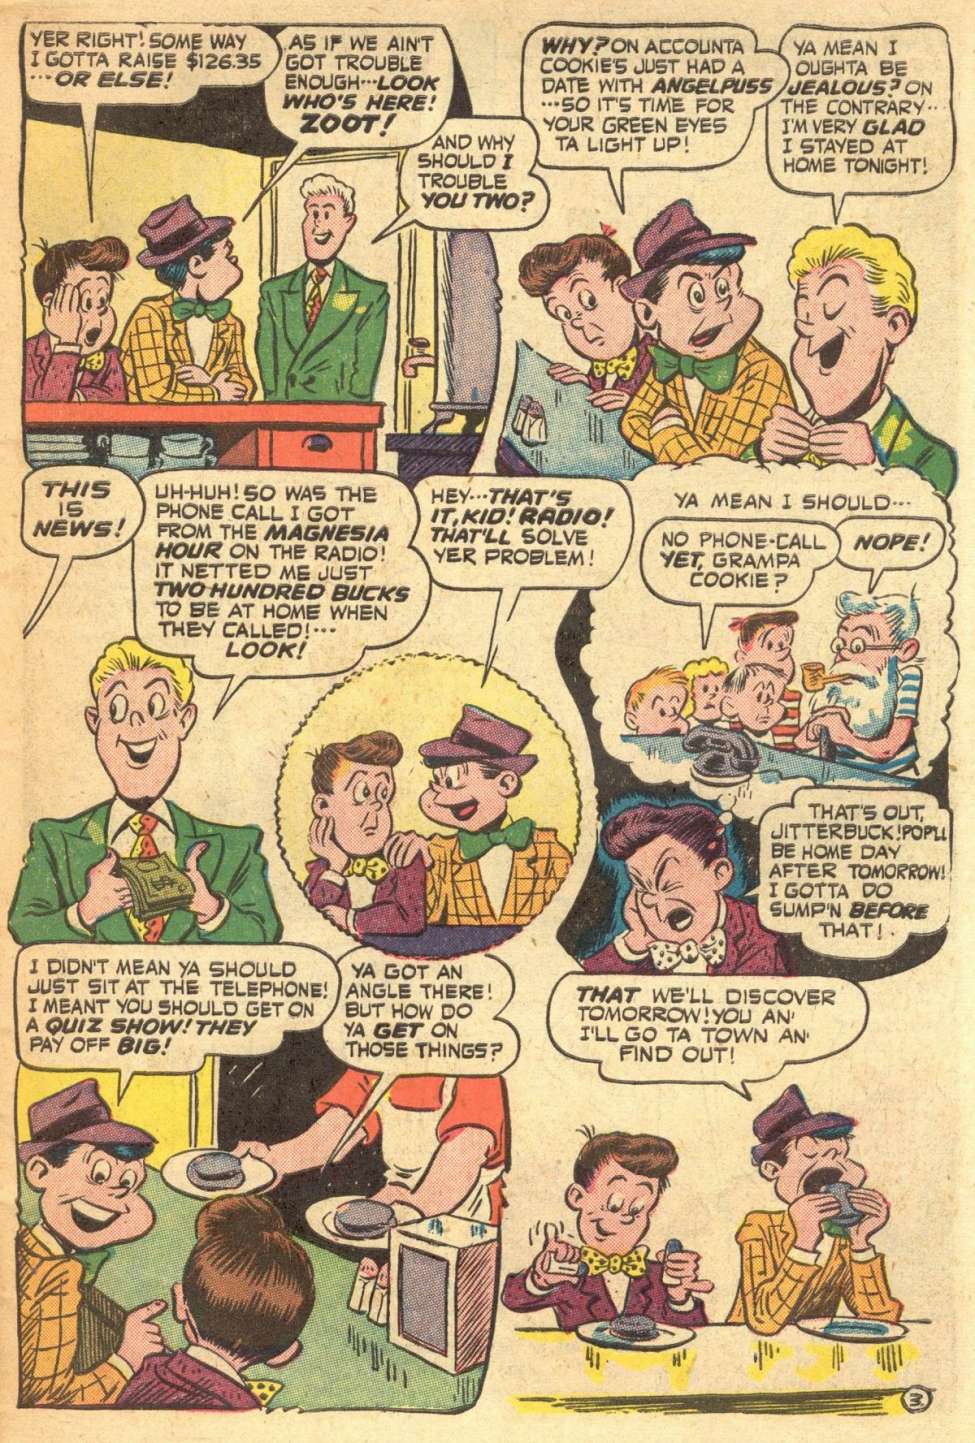 YER RIGHT! SOME WAY
I GOTTA RAISE $126.35
...OR ELSE!
AS IF WE AIN'T
GOT TROUBLE
ENOUGH...LOOK
WHO'S HERE!
ZOOT!
AND WHY
SHOULD I
TROUBLE
YOU TWO?
WHY? ON ACCOUNTA
COOKIE'S JUST HAD A
DATE WITH ANGELPUSS
...SO IT'S TIME FOR
YOUR GREEN EYES
TA LIGHT UP!
YA MEAN I
OUGHTA BE
JEALOUS? ON
THE CONTRARY..
I'M VERY GLAD
I STAYED AT
HOME TONIGHT!
THIS
IS
NEWS!
UH-HUH! SO WAS THE
PHONE CALL I GOT
FROM THE MAGNESIA
HOUR ON THE RADIO!
IT NETTED ME JUST
TWO-HUNDRED BUCKS
TO BE AT HOME WHEN
THEY CALLED!...
LOOK!
HEY...THAT'S
IT, KID! RADIO!
THAT'LL SOLVE
YER PROBLEM!
YA MEAN I SHOULD...
NO PHONE-CALL
YET, GRAMPA
COOKIE?
NOPE!
THAT'S OUT,
JITTERBUCK! POP'LL
BE HOME DAY
AFTER TOMORROW!
I GOTTA DO
SUMP'N BEFORE
THAT!
I DIDN'T MEAN YA SHOULD
JUST SIT AT THE TELEPHONE!
I MEANT YOU SHOULD GET ON
A QUIZ SHOW! THEY
PAY OFF BIG!
YA GOT AN
ANGLE THERE!
BUT HOW DO
YA GET ON
THOSE THINGS?
THAT WE'LL DISCOVER
TOMORROW! YOU AN'
I'LL GO TA TOWN AN'
FIND OUT!
3